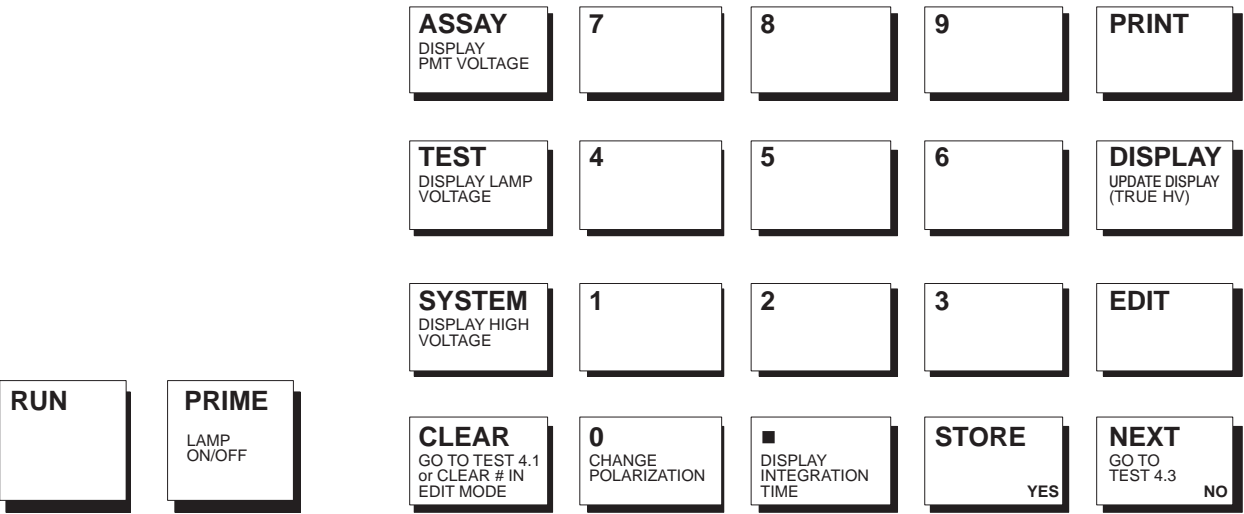 ASSAY
DISPLAY
PMT VOLTAGE
7
8
9
PRINT
TEST
DISPLAY LAMP
VOLTAGE
4
5
6
DISPLAY
UPDATE DISPLAY
(TRUE HV)
SYSTEM
DISPLAY HIGH
VOLTAGE
1
2
3
EDIT
RUN
PRIME
LAMP
ON/OFF
CLEAR
GO TO TEST 4.1
or CLEAR # IN
EDIT MODE
0
CHANGE
POLARIZATION
■
DISPLAY
INTEGRATION
TIME
STORE
YES
NEXT
GO TO
TEST 4.3
NO